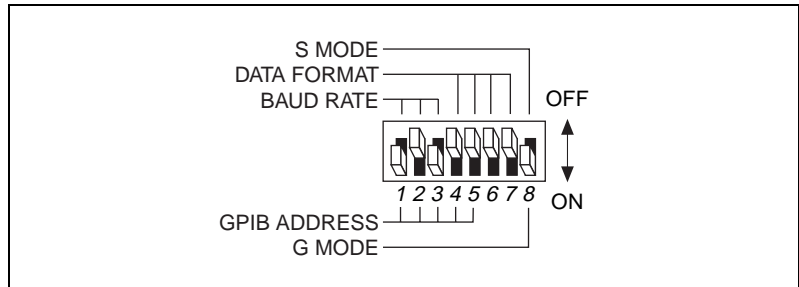 S MODE
DATA FORMAT
BAUD RATE
OFF
1 2 3 4 5 6 7 8
ON
GPIB ADDRESS
G MODE